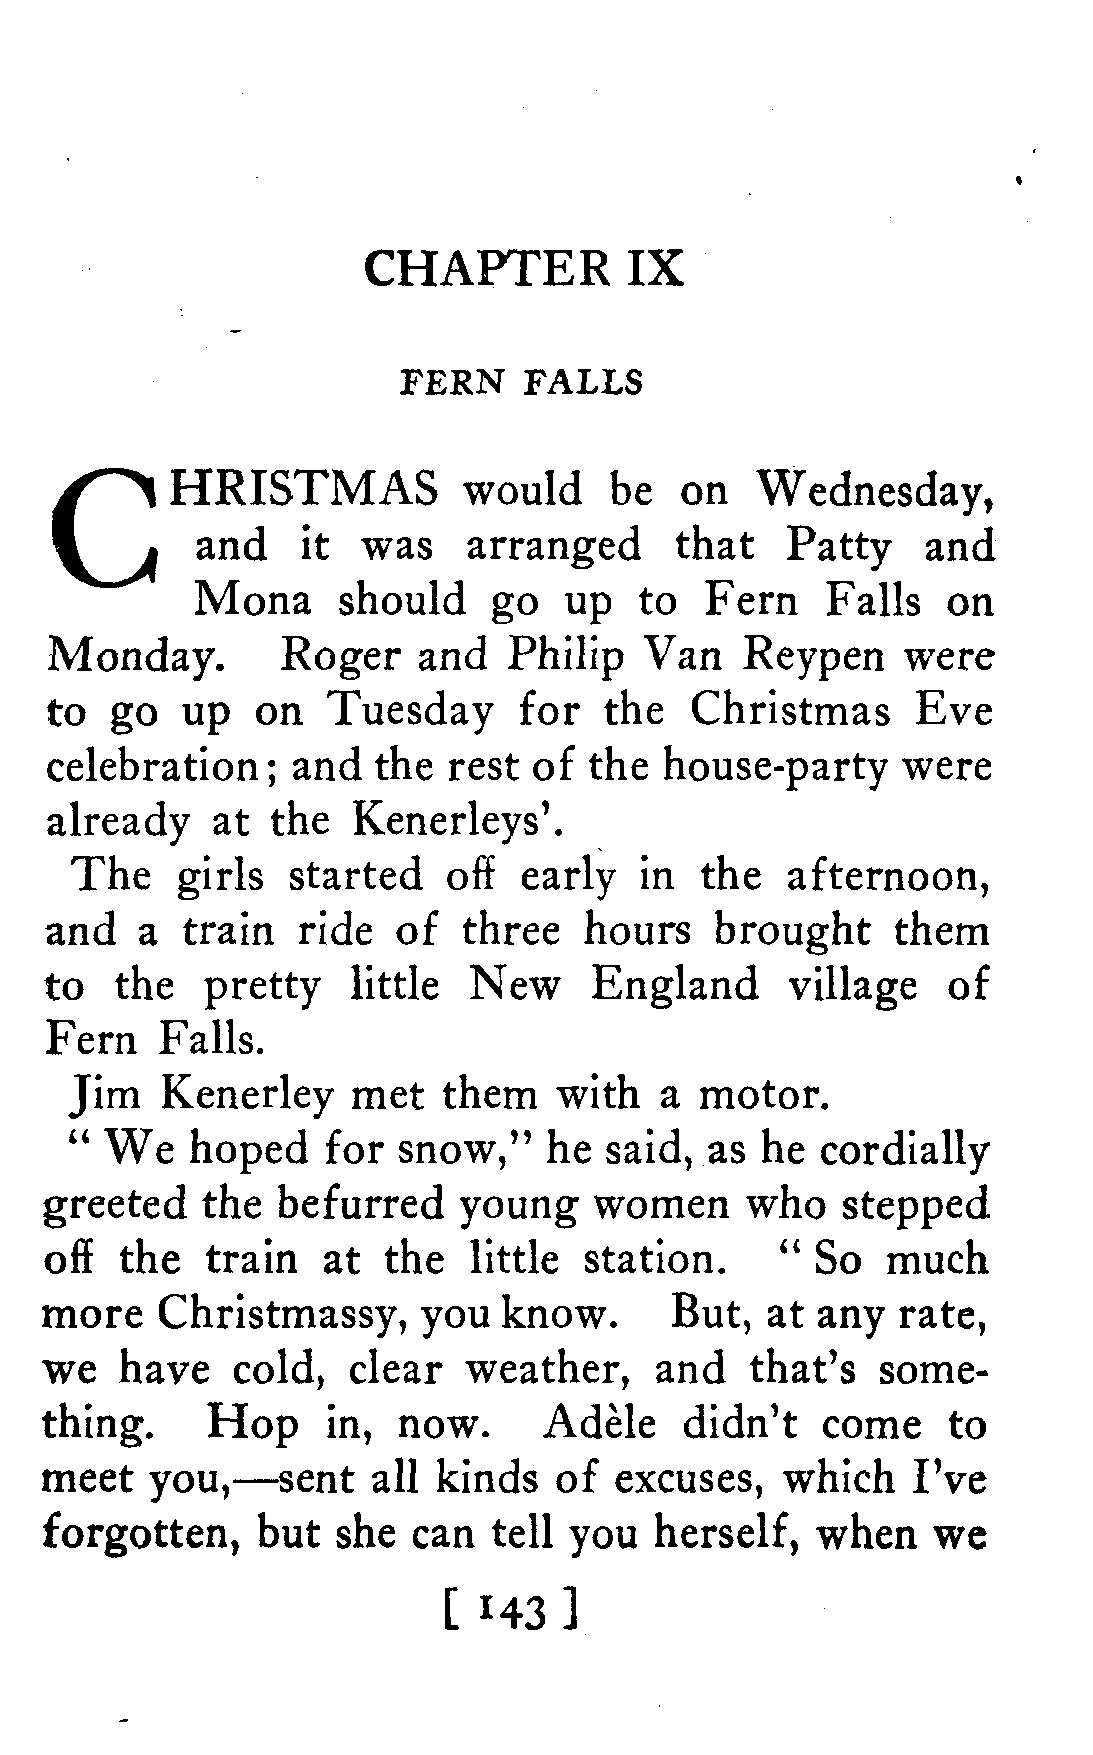 CHAPTER IX
FERN FALLS
CHRISTMAS would be on Wednesday,
and it was arranged that Patty and
Mona should go up to Fern Falls on
Monday. Roger and Philip Van Reypen were
to go up on Tuesday for the Christmas Eve
celebration; and the rest of the house-party were
already at the Kenerleys'.
The girls started off early in the afternoon,
and a train ride of three hours brought them
to the pretty little New England village of
Fern Falls.
Jim Kenerley met them with a motor.
" We hoped for snow," he said, as he cordially
greeted the befurred young women who stepped
off the train at the little station. " So much
more Christmassy, you know. But, at any rate,
we have cold, clear weather, and that's some-
thing. Hop in, now. Adèle didn't come to
meet you,—sent all kinds of excuses, which I've
forgotten, but she can tell you herself, when we
[ 143 ]